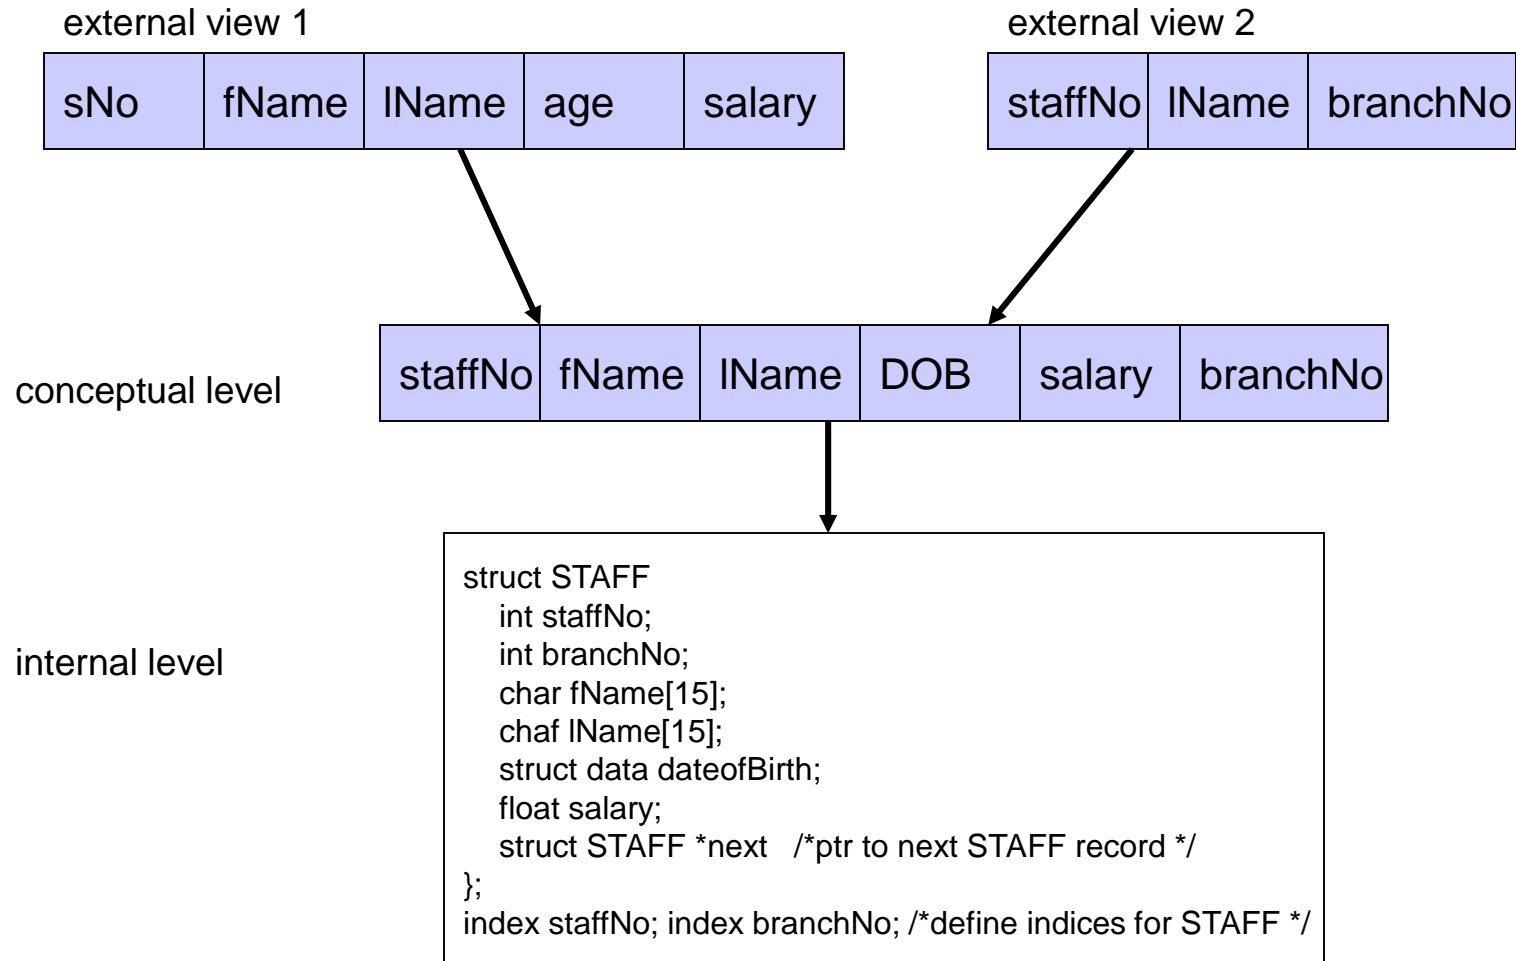 external view 1 external view 2
sNo fName lName age salary staffNo lName branchNo
staffNo fName lName DOB salary branchNo
conceptual level
struct STAFF
int staffNo;
int branchNo;
internal level
char fName[15];
chaf lName[15];
struct data dateofBirth;
float salary;
struct STAFF *next /*ptr to next STAFF record */
};
index staffNo; index branchNo; /*define indices for STAFF */